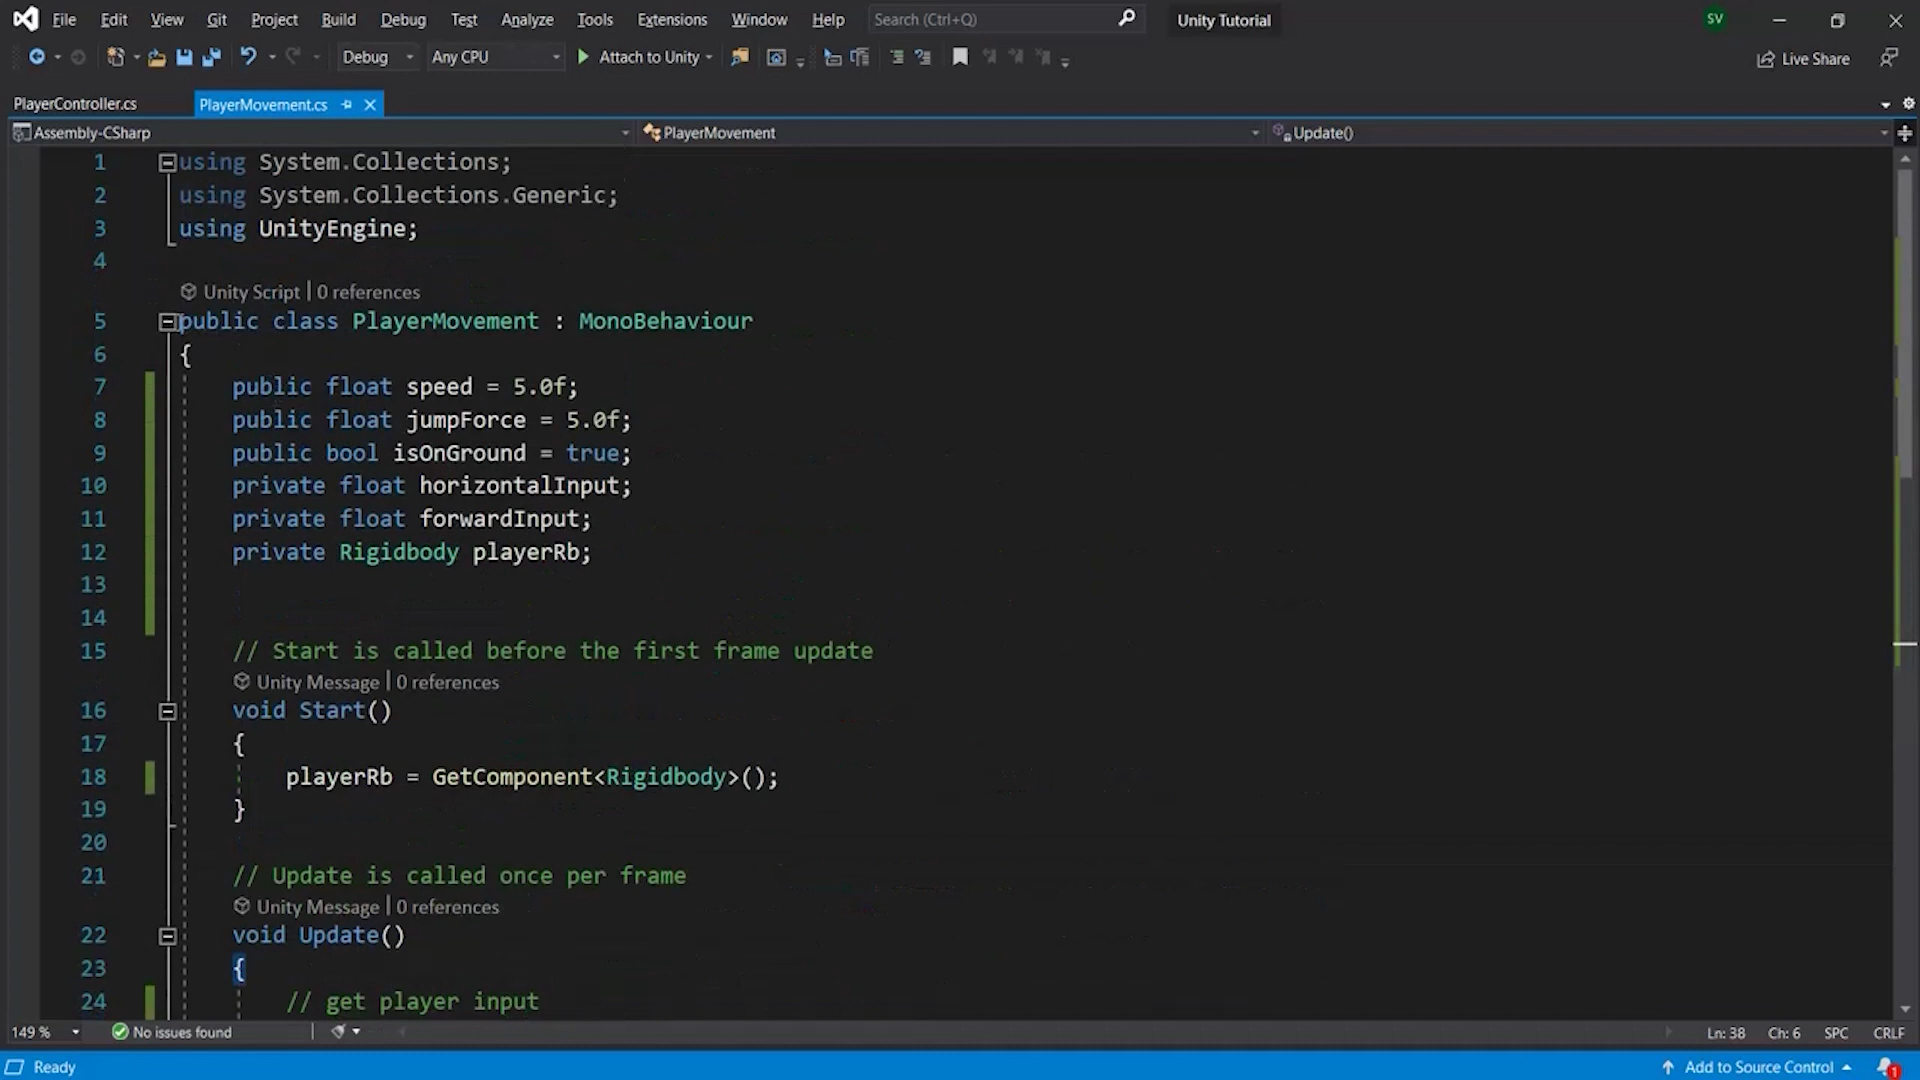 File Edit View Git Project Build Debug Test Analyze Tools Extensions Window Help Search (Ctrl+Q) Unity Tutorial SV
Debug Any CPU Attach to Unity Live Share
PlayerController.cs PlayerMovement.cs
Assembly-CSharp PlayerMovement Update()
1 using System.Collections;
2 using System.Collections.Generic;
3 using UnityEngine;
4
Unity Script | 0 references
5 public class PlayerMovement : MonoBehaviour
6 {
7 public float speed = 5.0f;
8 public float jumpForce = 5.0f;
9 public bool isOnGround = true;
10 private float horizontalInput;
11 private float forwardInput;
12 private Rigidbody playerRb;
13
14
15 // Start is called before the first frame update
Unity Message | 0 references
16 void Start()
17 {
18 playerRb = GetComponent<Rigidbody>();
19 }
20
21 // Update is called once per frame
Unity Message | 0 references
22 void Update()
23 {
24 // get player input
149 % No issues found Ln: 38 Ch: 6 SPC CRLF
Ready Add to Source Control 1